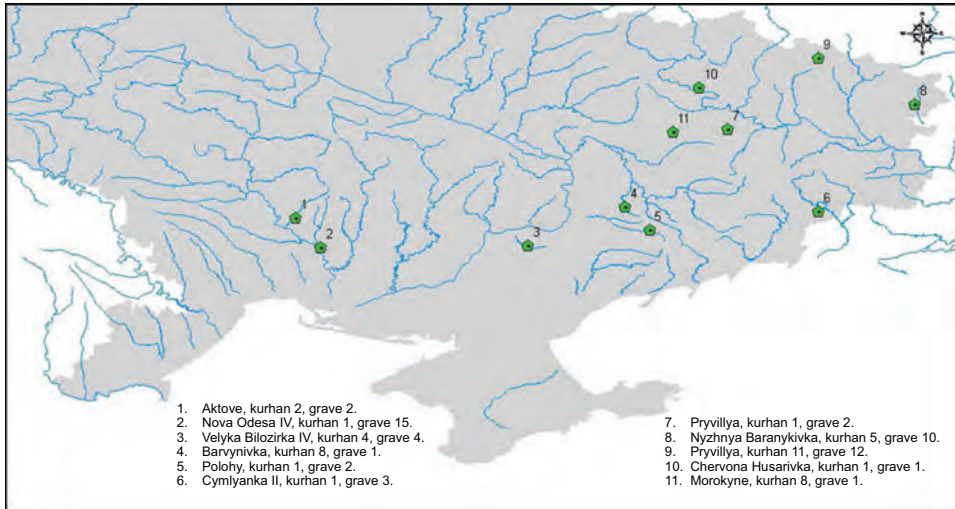 9
10
8
11
7
1
4
6
5
2
3
1. Aktove, kurhan 2, grave 2.
2. Nova Odesa IV, kurhan 1, grave 15.
3. Velyka Bilozirka IV, kurhan 4, grave 4.
4. Barvynivka, kurhan 8, grave 1.
5. Polohy, kurhan 1, grave 2.
6. Cymlyanka II, kurhan 1, grave 3.
7. Pryvillya, kurhan 1, grave 2.
8. Nyzhnya Baranykivka, kurhan 5, grave 10.
9. Pryvillya, kurhan 11, grave 12.
10. Chervona Husarivka, kurhan 1, grave 1.
11. Morokyne, kurhan 8, grave 1.